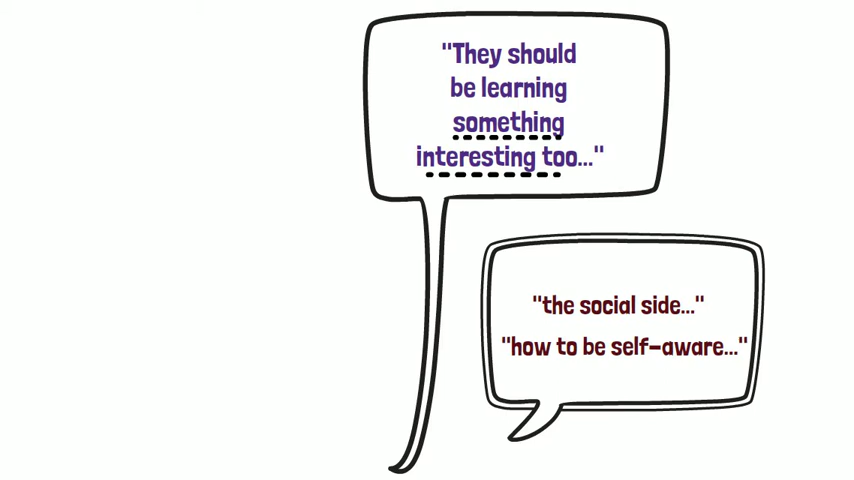 "They should
be learning
something
interesting too..."
"the social side..."
"how to be self-aware..."